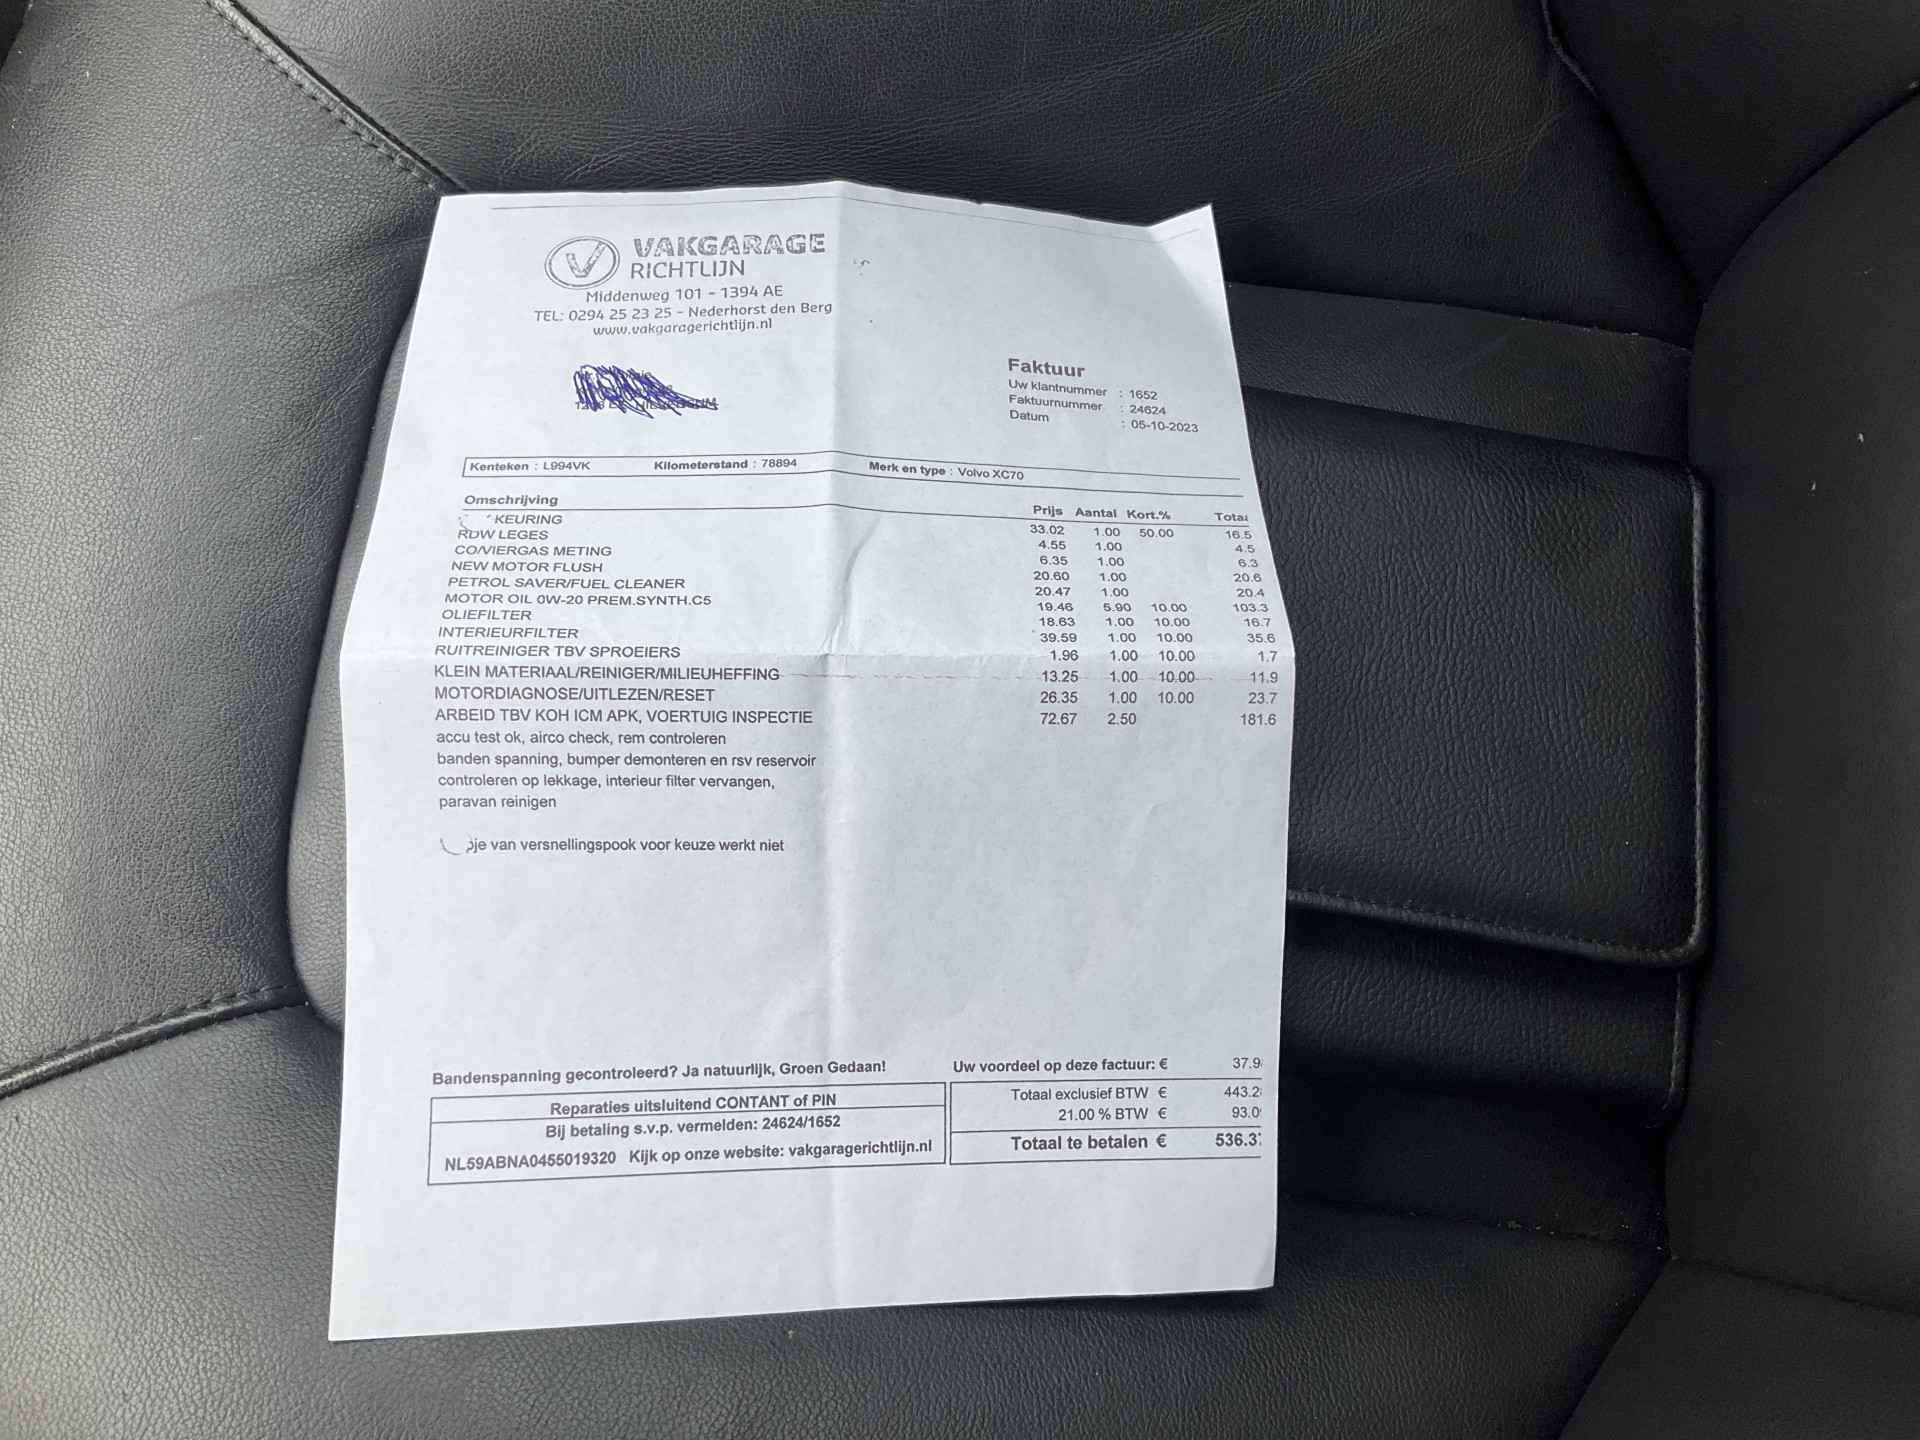 VAKGARAGE
RICHTLIJN
Middenweg 101 - 1394 AE
TEL: 0294 25 23 25 - Nederhorst den Berg
www.vakgaragerichtlijn.nl
Faktuur
Uw klantnummer : 1652
Faktuurnummer : 24624
Datum : 05-10-2023
Kenteken : L994VK Kilometerstand : 78894 Merk en type : Volvo XC70
Omschrijving Prijs Aantal Kort.% Totaal
KEURING 33.02 1.00 50.00 16.5
RDW LEGES 4.55 1.00 4.5
CO/VIERGAS METING 6.35 1.00 6.3
NEW MOTOR FLUSH 20.60 1.00 20.6
PETROL SAVER/FUEL CLEANER 20.47 1.00 20.4
MOTOR OIL 0W-20 PREM.SYNTH.C5 19.46 5.90 10.00 103.3
OLIEFILTER 18.63 1.00 10.00 16.7
INTERIEURFILTER 39.59 1.00 10.00 35.6
RUITREINIGER TBV SPROEIERS 1.96 1.00 10.00 1.7
KLEIN MATERIAAL/REINIGER/MILIEUHEFFING 13.25 1.00 10.00 11.9
MOTORDIAGNOSE/UITLEZEN/RESET 26.35 1.00 10.00 23.7
ARBEID TBV KOH ICM APK, VOERTUIG INSPECTIE 72.67 2.50 181.6
accu test ok, airco check, rem controleren
banden spanning, bumper demonteren en rsv reservoir
controleren op lekkage, interieur filter vervangen,
paravan reinigen
van versnellingspook voor keuze werkt niet
Bandenspanning gecontroleerd? Ja natuurlijk, Groen Gedaan!
Reparaties uitsluitend CONTANT of PIN
Bij betaling s.v.p. vermelden: 24624/1652
NL59ABNA0455019320 Kijk op onze website: vakgaragerichtlijn.nl
Uw voordeel op deze factuur: € 37.9
Totaal exclusief BTW € 443.2
21.00 % BTW € 93.0
Totaal te betalen € 536.3